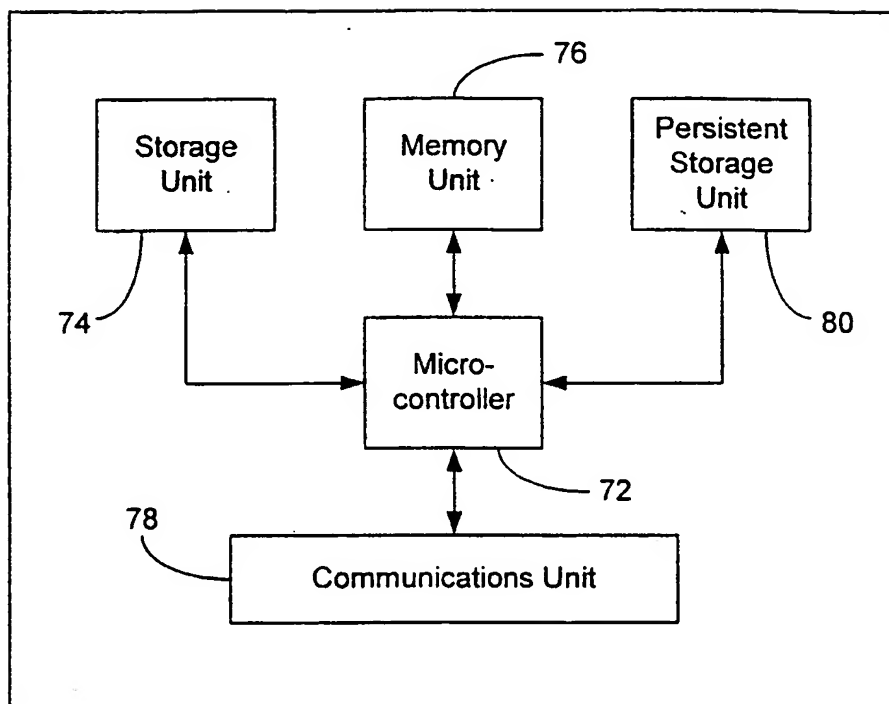 76
Storage
Unit
Memory
Unit
Persistent
Storage
Unit
74
80
Micro-
controller
72
78
Communications Unit